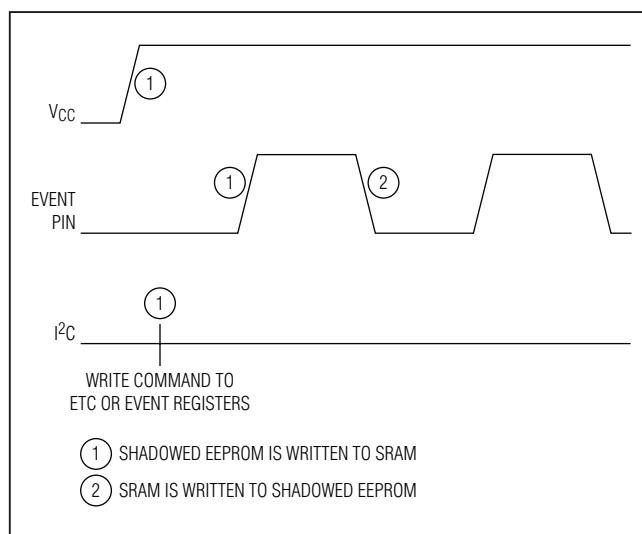 1
VCC
1
2
EVENT
PIN
1
I²C
WRITE COMMAND TO
ETC OR EVENT REGISTERS
1 SHADOWED EEPROM IS WRITTEN TO SRAM
2 SRAM IS WRITTEN TO SHADOWED EEPROM